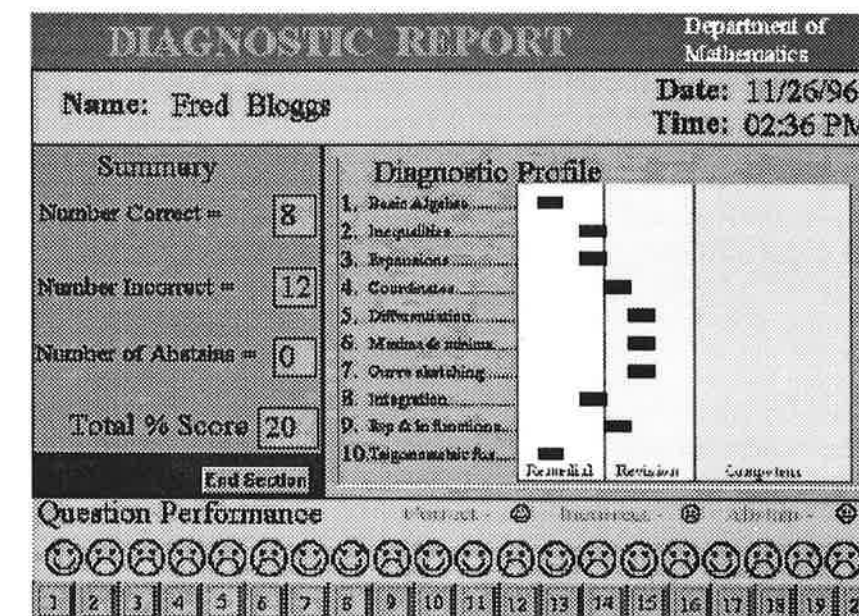 DIAGNOSTIC REPORT
Department of
Mathematics
Name: Fred Bloggs
Date: 11/26/96
Time: 02:36 PM
Summary
Number Correct = 8
Number Incorrect = 12
Number of Abstains = 0
Total % Score 20
End Section
Diagnostic Profile
1. Basic Algebra
2. Inequalities
3. Expansions
4. Coordinates
5. Differentiation
6. Maxima & minima
7. Curve sketching
8. Integration
9. Exp & ln functions
10. Trigonometric fns
Remedial Revision Competent
Question Performance
Correct - Incorrect - Abstain -
1 2 3 4 5 6 7 8 9 10 11 12 13 14 15 16 17 18 19